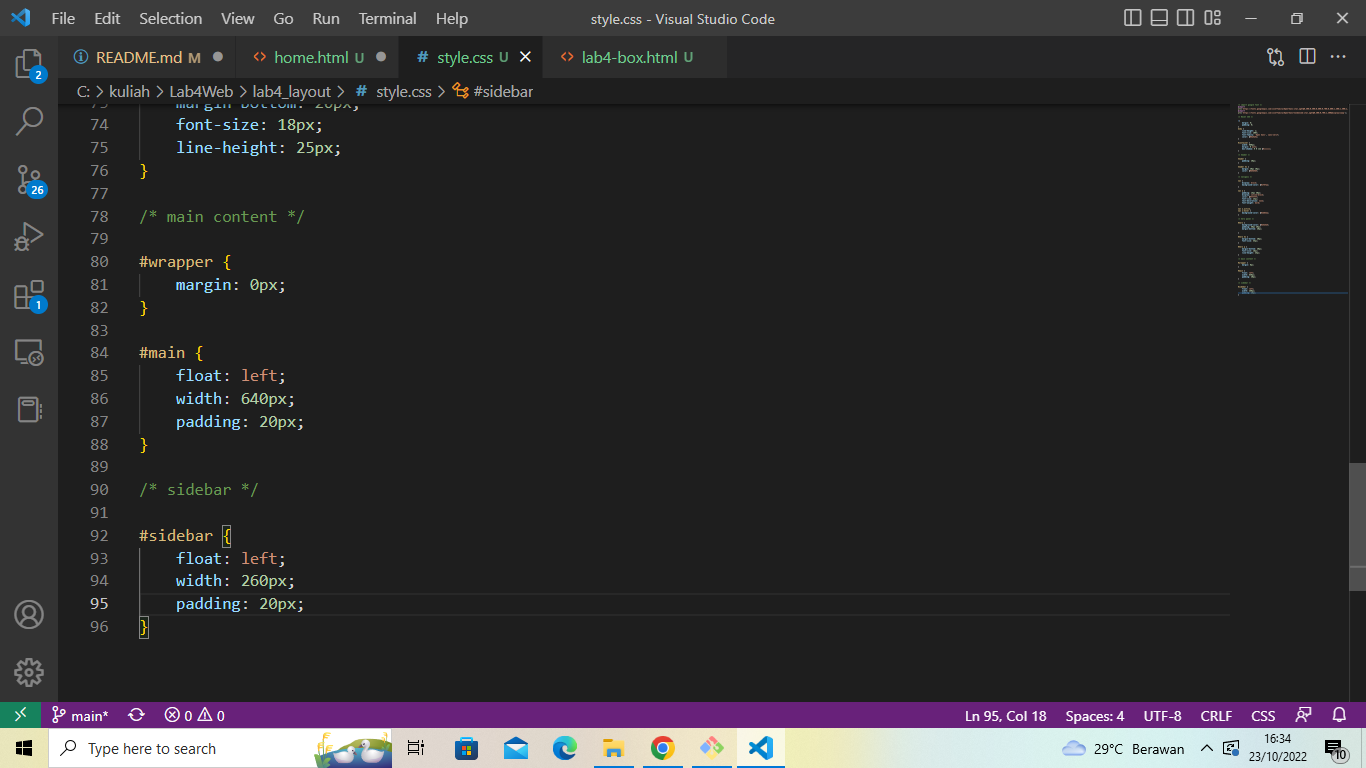 File Edit Selection View Go Run Terminal Help style.css - Visual Studio Code
README.md M home.html U # style.css U lab4-box.html U
C: > kuliah > Lab4Web > lab4_layout > # style.css > #sidebar
74 font-size: 18px;
75 line-height: 25px;
76 }
77
78 /* main content */
79
80 #wrapper {
81 margin: 0px;
82 }
83
84 #main {
85 float: left;
86 width: 640px;
87 padding: 20px;
88 }
89
90 /* sidebar */
91
92 #sidebar {
93 float: left;
94 width: 260px;
95 padding: 20px;
96 }
2
26
1
main* 0 0 Ln 95, Col 18 Spaces: 4 UTF-8 CRLF CSS
Type here to search 29°C Berawan 16:34
23/10/2022
10